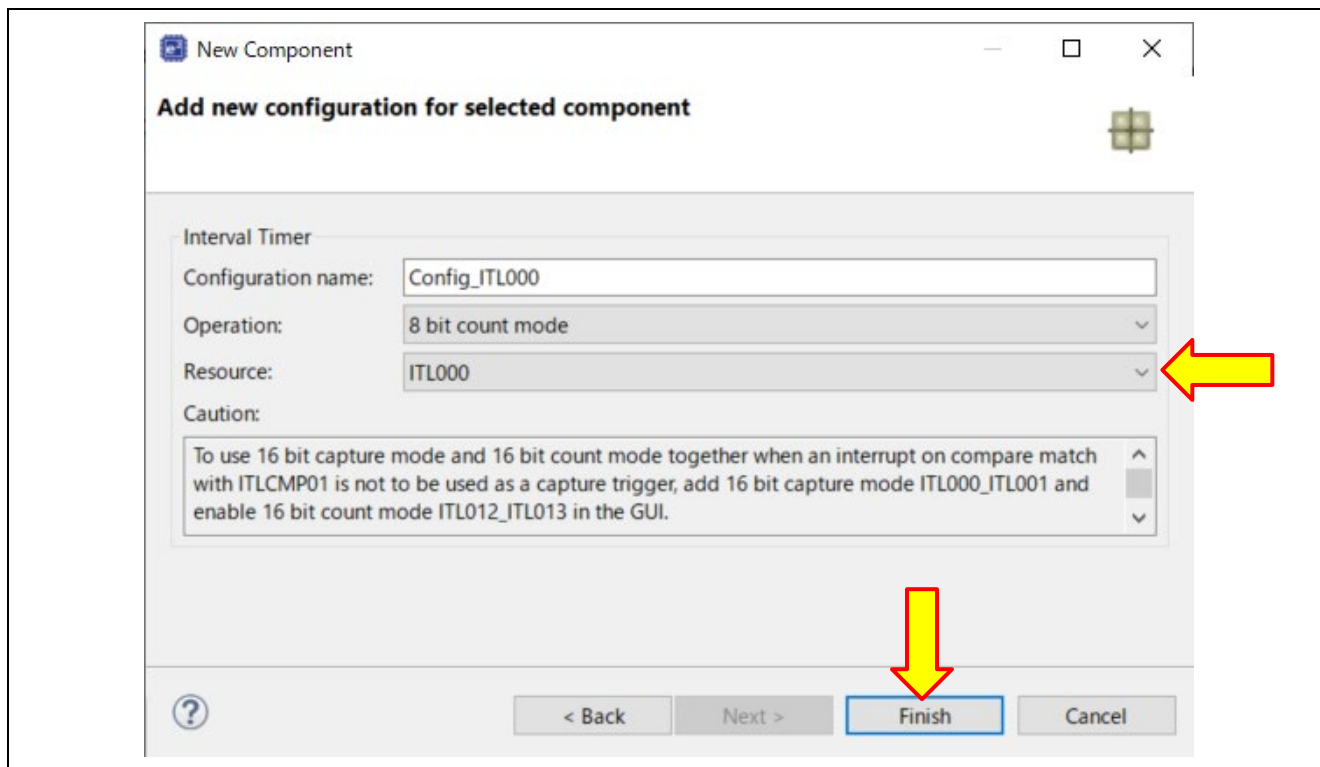 New Component
Add new configuration for selected component
Interval Timer
Configuration name: Config_ITL000
Operation: 8 bit count mode
Resource: ITL000
Caution:
To use 16 bit capture mode and 16 bit count mode together when an interrupt on compare match
with ITLCMP01 is not to be used as a capture trigger, add 16 bit capture mode ITL000_ITL001 and
enable 16 bit count mode ITL012_ITL013 in the GUI.
? < Back Next > Finish Cancel